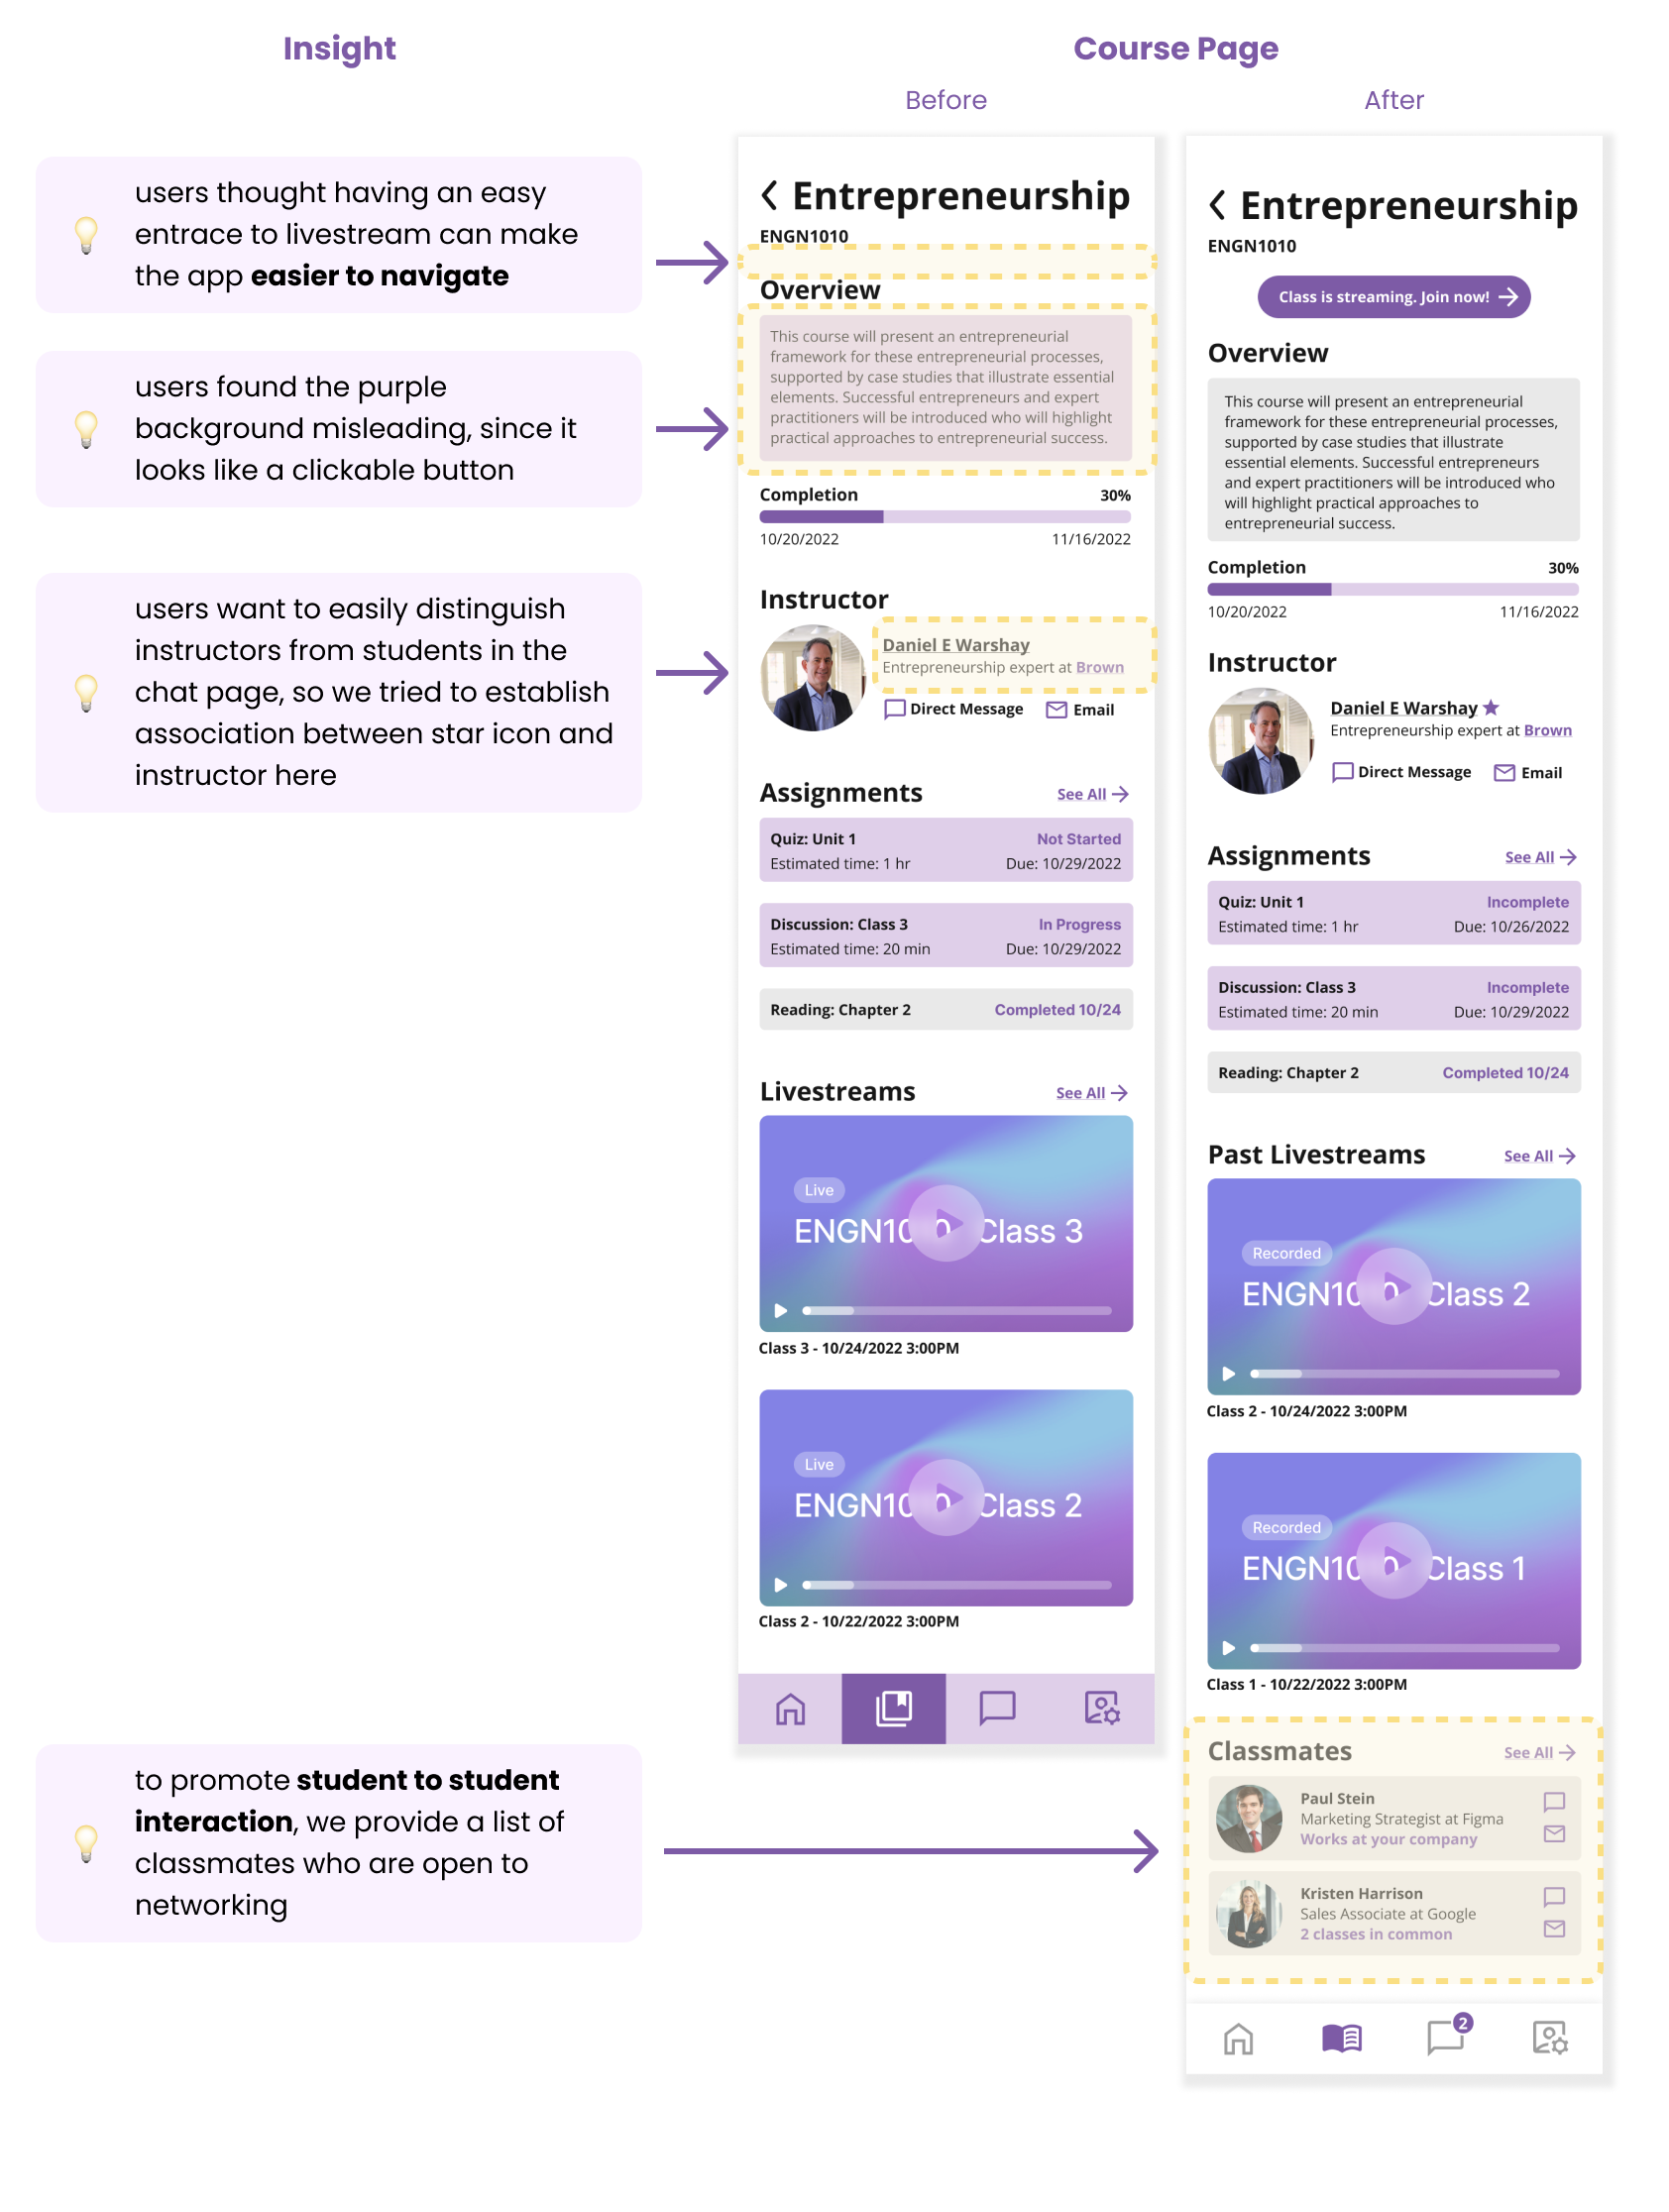 Insight
Course Page
Before
After
users thought having an easy
entrace to livestream can make
the app easier to navigate
users found the purple
background misleading, since it
looks like a clickable button
users want to easily distinguish
instructors from students in the
chat page, so we tried to establish
association between star icon and
instructor here
to promote student to student
interaction, we provide a list of
classmates who are open to
networking
Entrepreneurship
ENGN1010
Overview
This course will present an entrepreneurial
framework for these entrepreneurial processes,
supported by case studies that illustrate essential
elements. Successful entrepreneurs and expert
practitioners will be introduced who will highlight
practical approaches to entrepreneurial success.
Completion 30%
10/20/2022 11/16/2022
Instructor
Daniel E Warshay
Entrepreneurship expert at Brown
Direct Message Email
Assignments See All
Quiz: Unit 1 Not Started
Estimated time: 1 hr Due: 10/29/2022
Discussion: Class 3 In Progress
Estimated time: 20 min Due: 10/29/2022
Reading: Chapter 2 Completed 10/24
Livestreams See All
Live
ENGN1010 Class 3
Class 3 - 10/24/2022 3:00PM
Live
ENGN1010 Class 2
Class 2 - 10/22/2022 3:00PM
Entrepreneurship
ENGN1010
Class is streaming. Join now!
Overview
This course will present an entrepreneurial
framework for these entrepreneurial processes,
supported by case studies that illustrate
essential elements. Successful entrepreneurs
and expert practitioners will be introduced who
will highlight practical approaches to
entrepreneurial success.
Completion 30%
10/20/2022 11/16/2022
Instructor
Daniel E Warshay
Entrepreneurship expert at Brown
Direct Message Email
Assignments See All
Quiz: Unit 1 Incomplete
Estimated time: 1 hr Due: 10/26/2022
Discussion: Class 3 Incomplete
Estimated time: 20 min Due: 10/29/2022
Reading: Chapter 2 Completed 10/24
Past Livestreams See All
Recorded
ENGN1010 Class 2
Class 2 - 10/24/2022 3:00PM
Recorded
ENGN1010 Class 1
Class 1 - 10/22/2022 3:00PM
Classmates See All
Paul Stein
Marketing Strategist at Figma
Works at your company
Kristen Harrison
Sales Associate at Google
2 classes in common
2